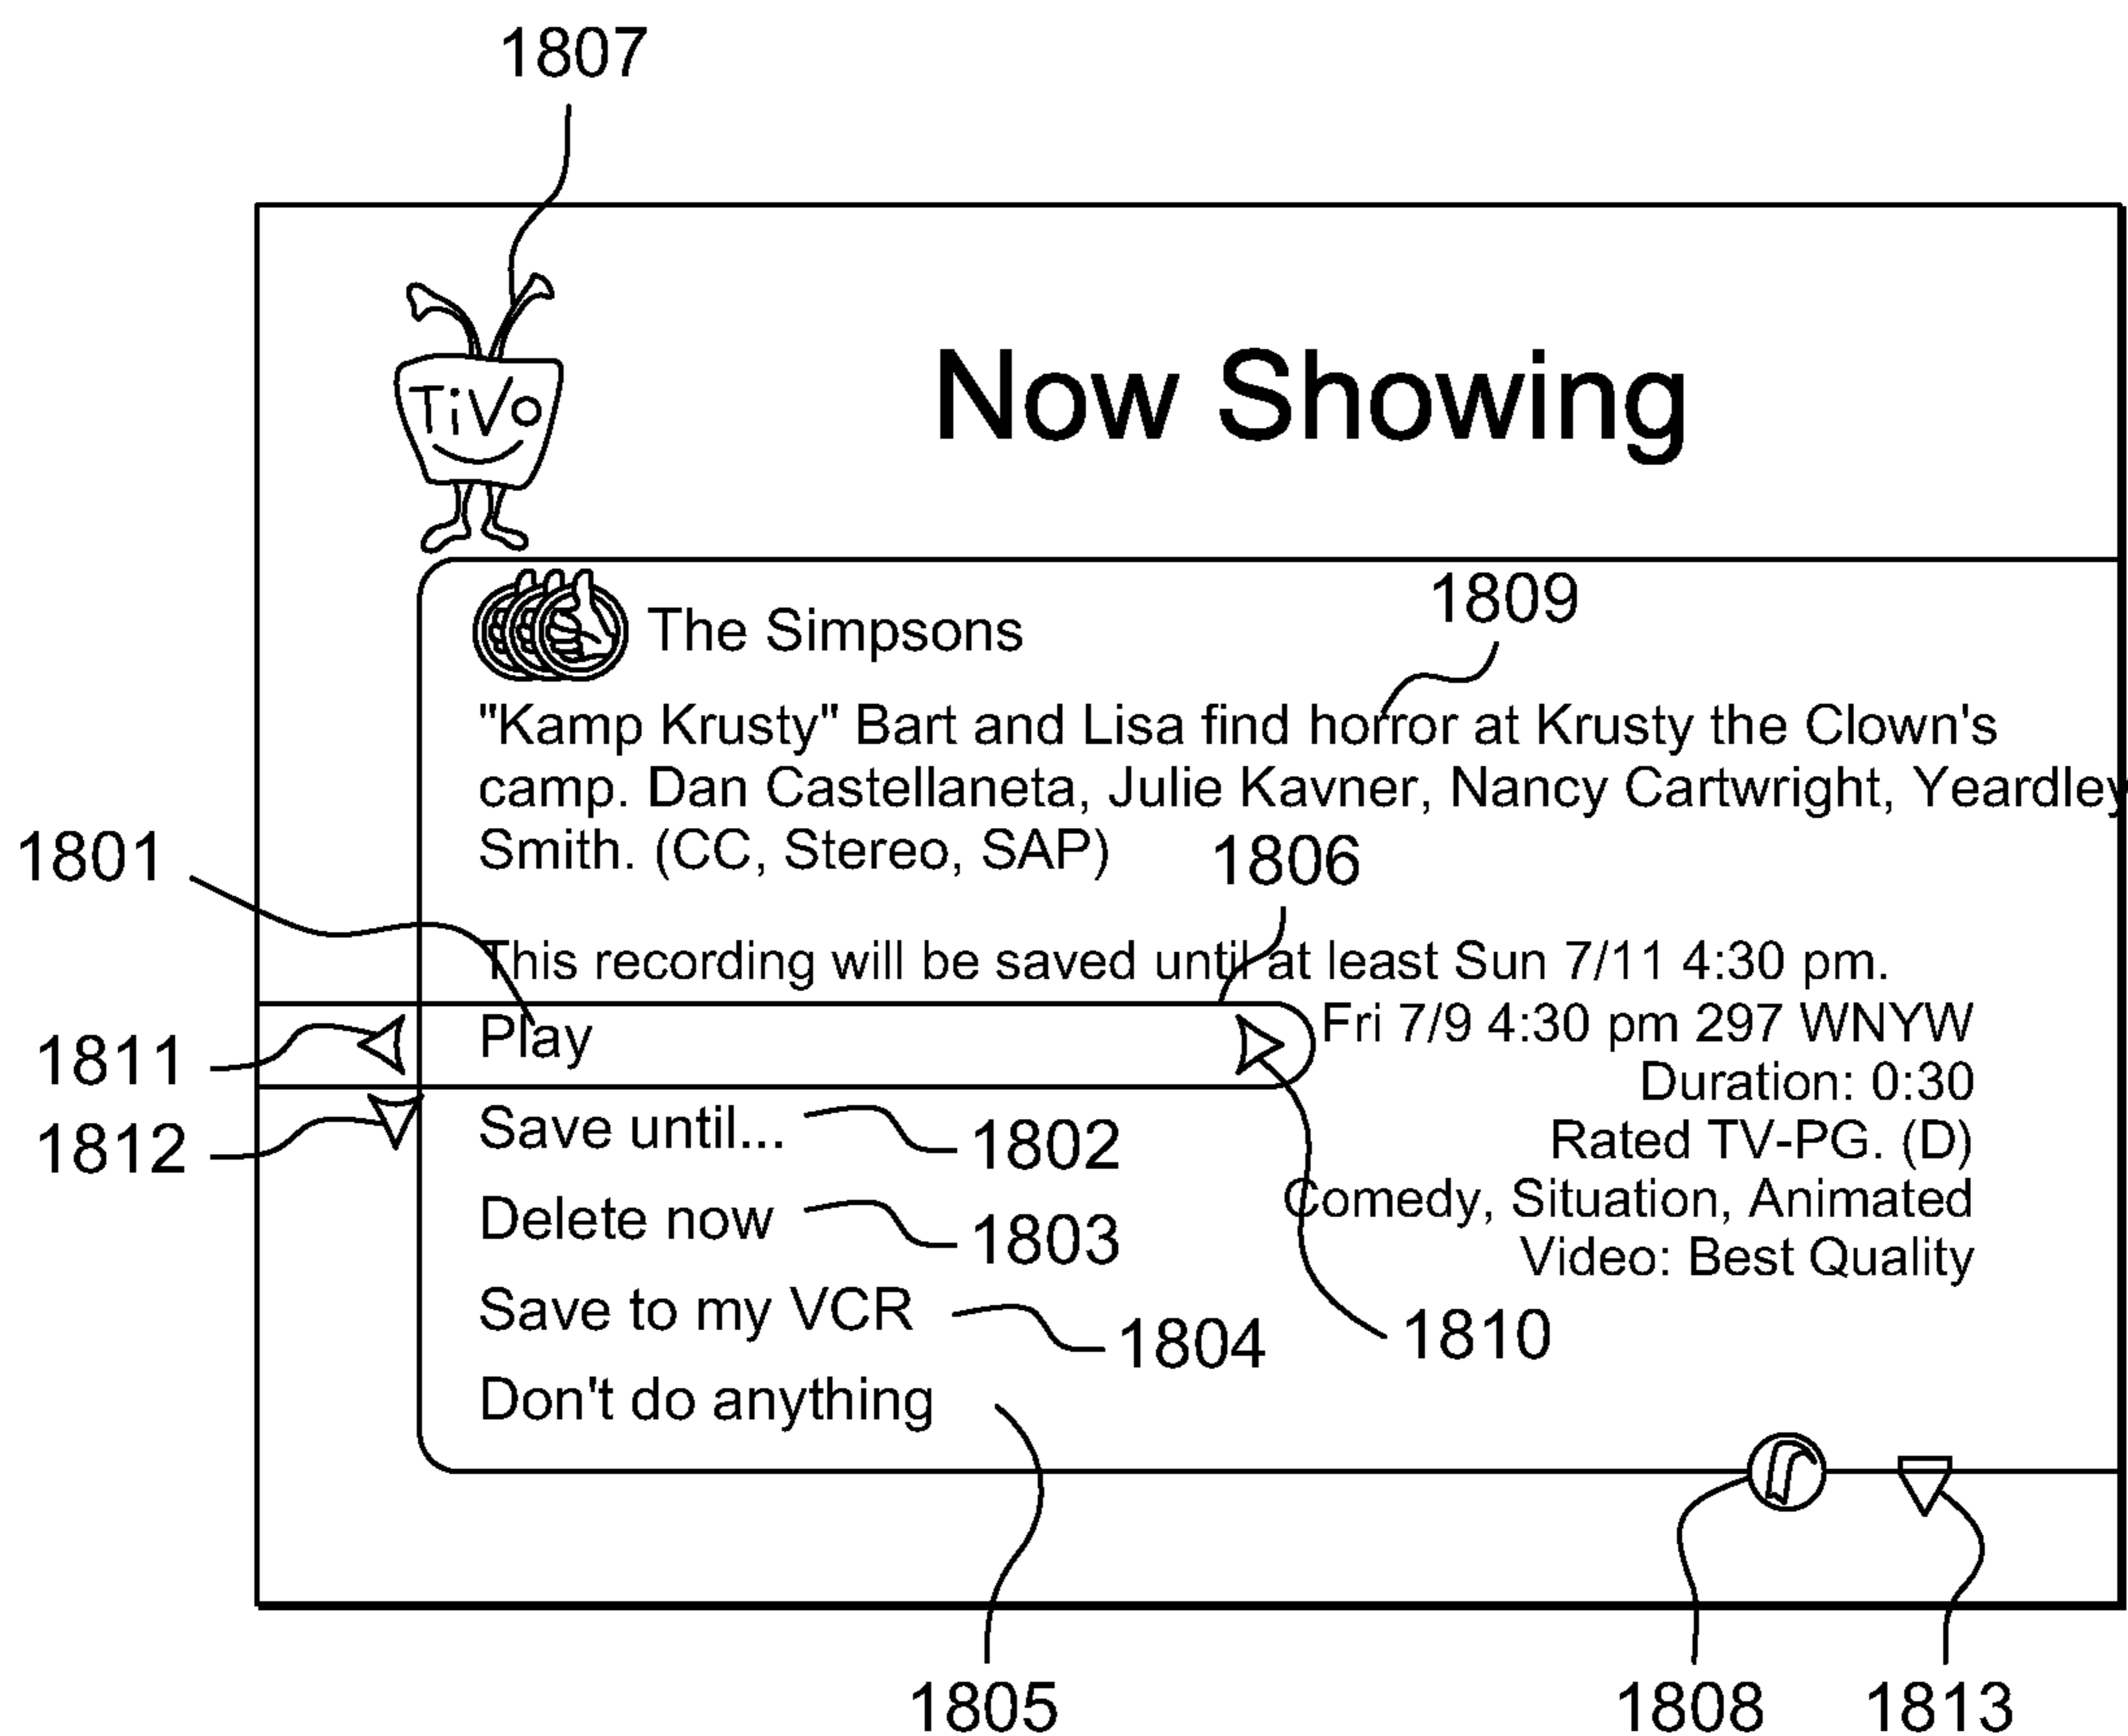 1807
TiVo
Now Showing
The Simpsons
1809
"Kamp Krusty" Bart and Lisa find horror at Krusty the Clown's
camp. Dan Castellaneta, Julie Kavner, Nancy Cartwright, Yeardley
Smith. (CC, Stereo, SAP)
1806
1801
This recording will be saved until at least Sun 7/11 4:30 pm.
Play
Fri 7/9 4:30 pm 297 WNYW
1811
Duration: 0:30
1812
Save until...
1802
Rated TV-PG. (D)
Delete now
1803
Comedy, Situation, Animated
Video: Best Quality
Save to my VCR
1804
1810
Don't do anything
1805
1808
1813